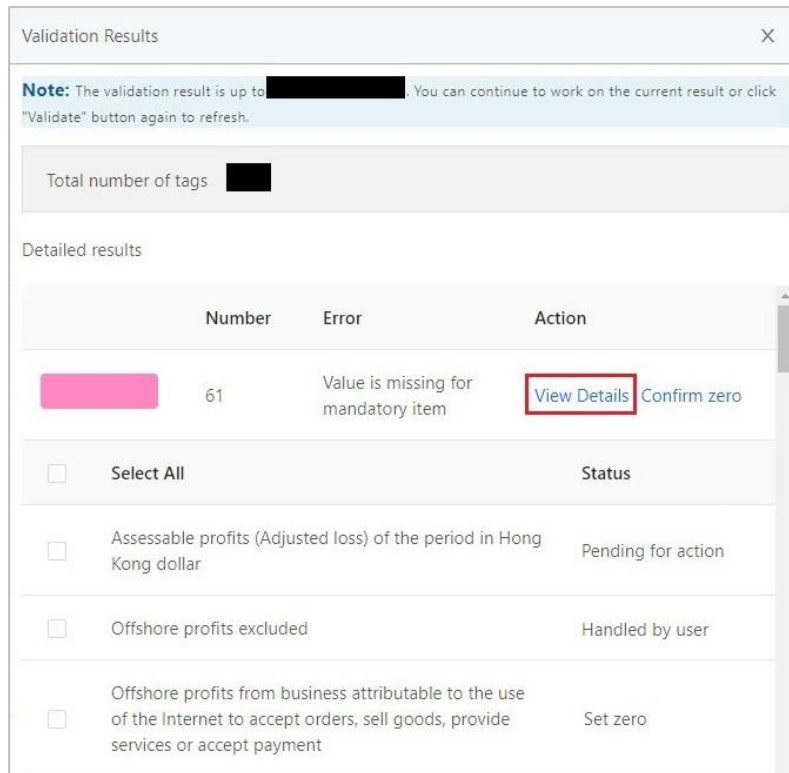 Validation Results X
Note: The validation result is up to . You can continue to work on the current result or click
"Validate" button again to refresh.
Total number of tags
Detailed results
Number Error Action
61 Value is missing for mandatory item View Details Confirm zero
Select All Status
Assessable profits (Adjusted loss) of the period in Hong
Kong dollar Pending for action
Offshore profits excluded Handled by user
Offshore profits from business attributable to the use
of the Internet to accept orders, sell goods, provide
services or accept payment Set zero